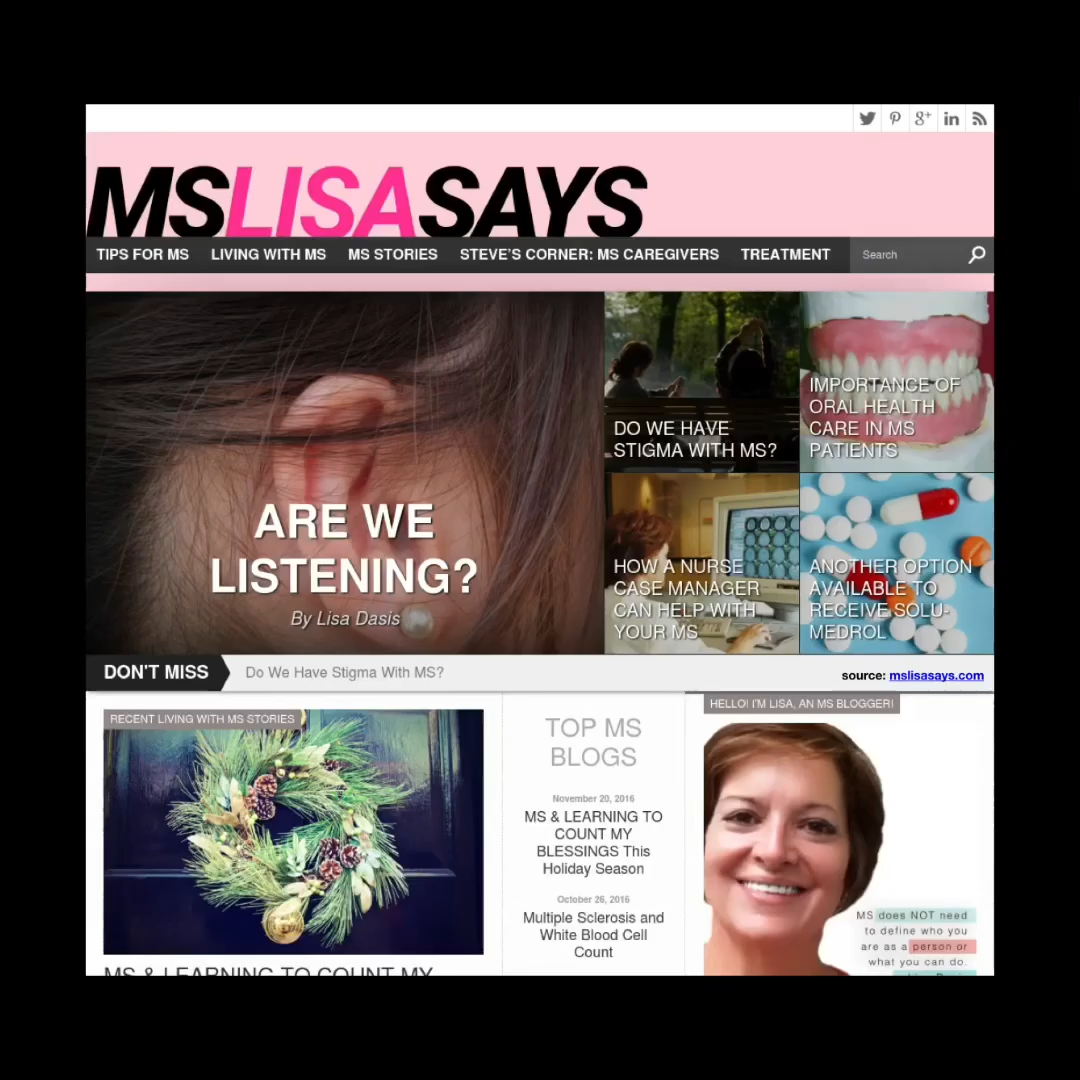 MSLISASAYS
TIPS FOR MS LIVING WITH MS MS STORIES STEVE'S CORNER: MS CAREGIVERS TREATMENT Search
ARE WE
LISTENING?
By Lisa Dasis
DO WE HAVE
STIGMA WITH MS?
IMPORTANCE OF
ORAL HEALTH
CARE IN MS
PATIENTS
HOW A NURSE
CASE MANAGER
CAN HELP WITH
YOUR MS
ANOTHER OPTION
AVAILABLE TO
RECEIVE SOLU-
MEDROL
DON'T MISS Do We Have Stigma With MS?
source: mslisasays.com
RECENT LIVING WITH MS STORIES
MS & LEARNING TO COUNT MY
TOP MS
BLOGS
November 20, 2016
MS & LEARNING TO
COUNT MY
BLESSINGS This
Holiday Season
October 26, 2016
Multiple Sclerosis and
White Blood Cell
Count
HELLO! I'M LISA, AN MS BLOGGER!
MS does NOT need
to define who you
are as a person or
what you can do.